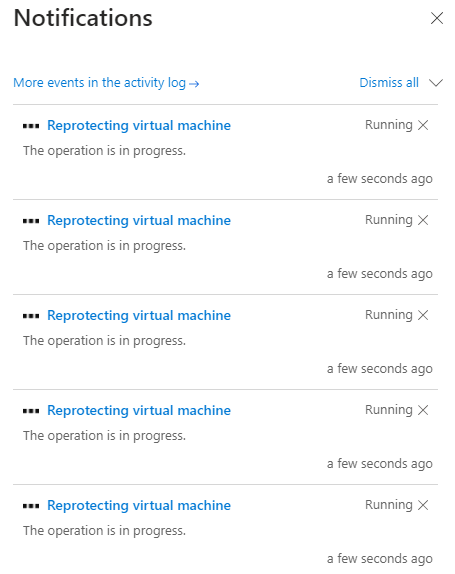 Notifications
More events in the activity log → Dismiss all
Reprotecting virtual machine Running
The operation is in progress.
a few seconds ago
Reprotecting virtual machine Running
The operation is in progress.
a few seconds ago
Reprotecting virtual machine Running
The operation is in progress.
a few seconds ago
Reprotecting virtual machine Running
The operation is in progress.
a few seconds ago
Reprotecting virtual machine Running
The operation is in progress.
a few seconds ago